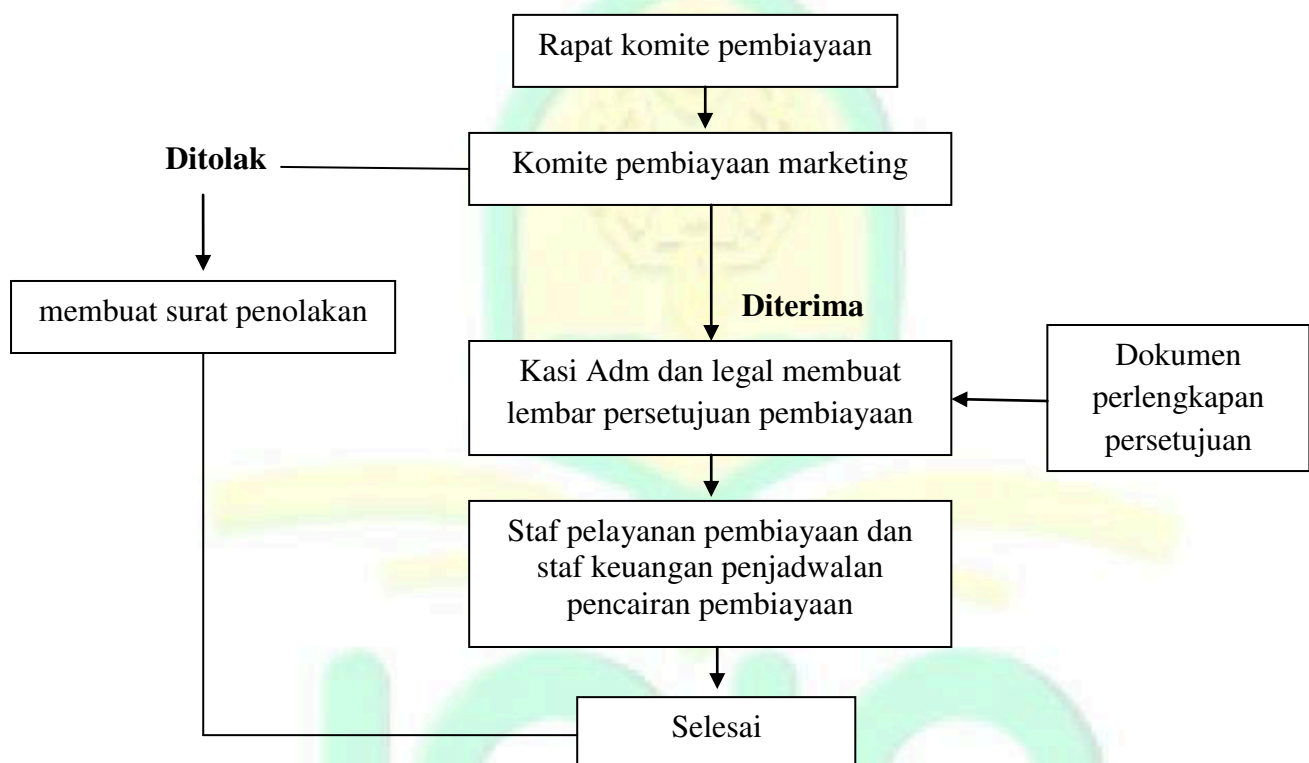 Rapat komite pembiayaan
Ditolak
Komite pembiayaan marketing
membuat surat penolakan
Diterima
Kasi Adm dan legal membuat
lembar persetujuan pembiayaan
Dokumen
perlengkapan
persetujuan
Staf pelayanan pembiayaan dan
staf keuangan penjadwalan
pencairan pembiayaan
Selesai